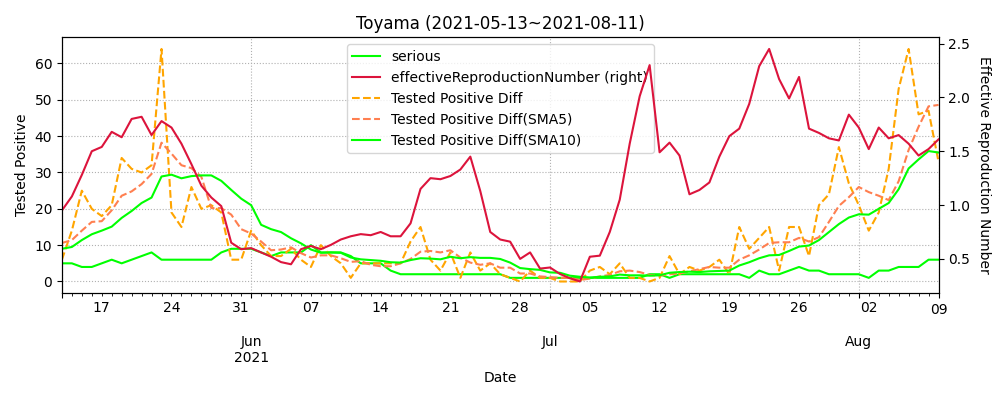 Toyama (2021-05-13~2021-08-11)
serious
effectiveReproductionNumber (right)
Tested Positive Diff
Tested Positive Diff(SMA5)
Tested Positive Diff(SMA10)
Tested Positive
60
50
40
30
20
10
0
2.5
2.0
1.5
1.0
0.5
Effective Reproduction Number
17 24 31 07 14 21 28 05 12 19 26 02 09
Jun Jul Aug
2021
Date